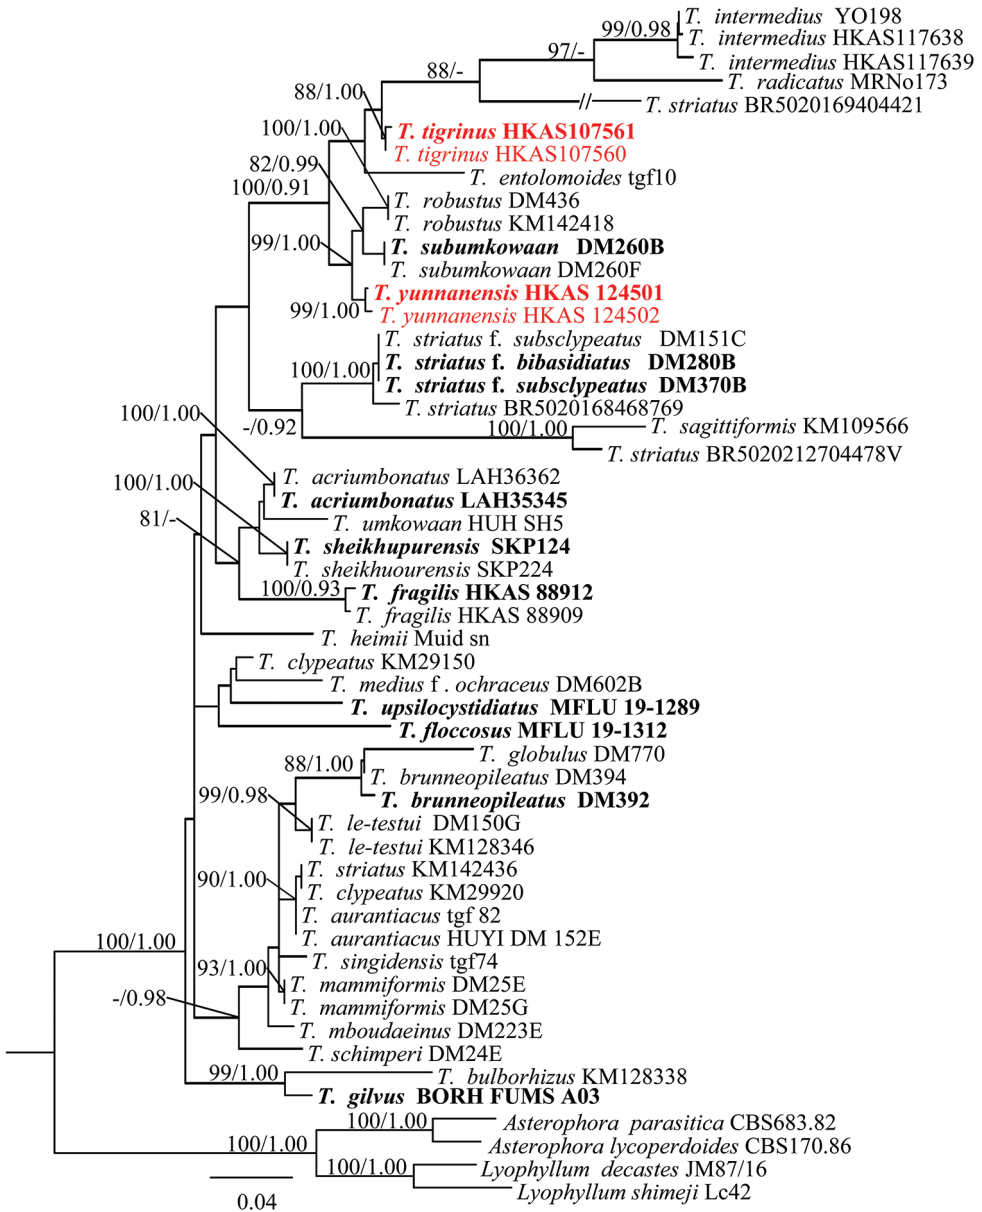 T. intermedius YO198
99/0.98
T. intermedius HKAS117638
97/-
T. intermedius HKAS117639
88/-
T. radicatus MRNo173
88/1.00
//
T. striatus BR5020169404421
100/1.00
T. tigrinus HKAS107561
T. tigrinus HKAS107560
82/0.99
T. entolomoides tgf10
100/0.91
T. robustus DM436
T. robustus KM142418
99/1.00
T. subumkowaan DM260B
T. subumkowaan DM260F
T. yunnanensis HKAS 124501
99/1.00
T. yunnanensis HKAS 124502
T. striatus f. subsclypeatus DM151C
T. striatus f. bibasidiatus DM280B
100/1.00
T. striatus f. subsclypeatus DM370B
T. striatus BR5020168468769
100/1.00
-/0.92
100/1.00
T. sagittiformis KM109566
T. striatus BR5020212704478V
T. acriumbonatus LAH36362
100/1.00
T. acriumbonatus LAH35345
81/-
T. umkowaan HUH SH5
T. sheikhupurensis SKP124
T. sheikhuourensis SKP224
100/0.93
T. fragilis HKAS 88912
T. fragilis HKAS 88909
T. heimii Muid sn
T. clypeatus KM29150
T. medius f . ochraceus DM602B
T. upsilocystidiatus MFLU 19-1289
T. floccosus MFLU 19-1312
T. globulus DM770
88/1.00
T. brunneopileatus DM394
99/0.98
T. brunneopileatus DM392
T. le-testui DM150G
T. le-testui KM128346
T. striatus KM142436
90/1.00
T. clypeatus KM29920
T. aurantiacus tgf 82
T. aurantiacus HUYI DM 152E
100/1.00
T. singidensis tgf74
93/1.00
T. mammiformis DM25E
-/0.98
T. mammiformis DM25G
T. mboudaeinus DM223E
T. schimperi DM24E
99/1.00
T. bulborhizus KM128338
T. gilvus BORH FUMS A03
100/1.00
Asterophora parasitica CBS683.82
100/1.00
Asterophora lycoperdoides CBS170.86
100/1.00
Lyophyllum decastes JM87/16
Lyophyllum shimeji Lc42
0.04